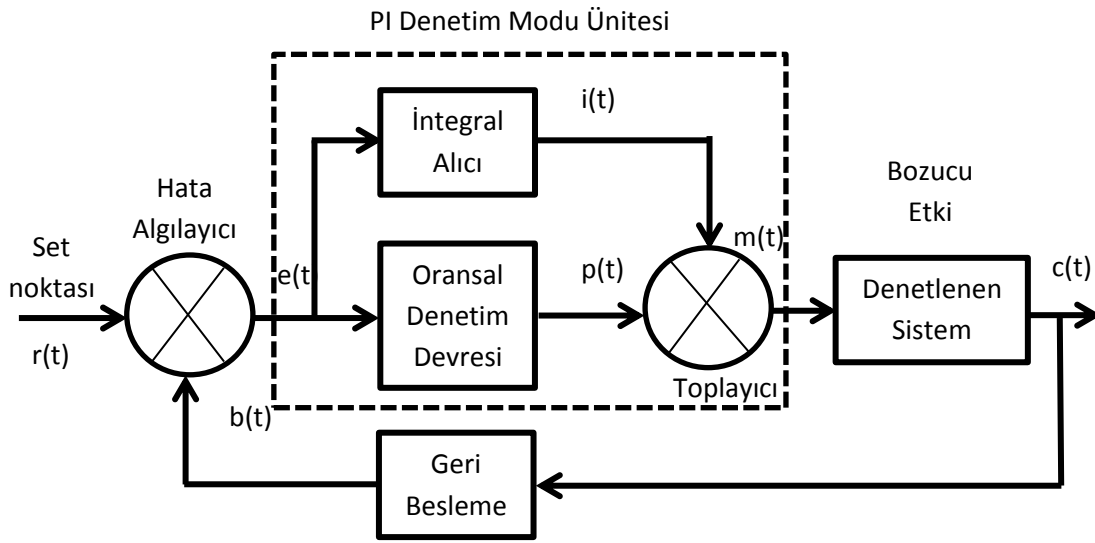 PI Denetim Modu Ünitesi
İntegral
Alıcı
i(t)
Hata
Algılayıcı
Bozucu
Etki
Set
noktası
r(t)
e(t
Oransal
Denetim
Devresi
p(t)
m(t)
Toplayıcı
Denetlenen
Sistem
c(t)
b(t)
Geri
Besleme